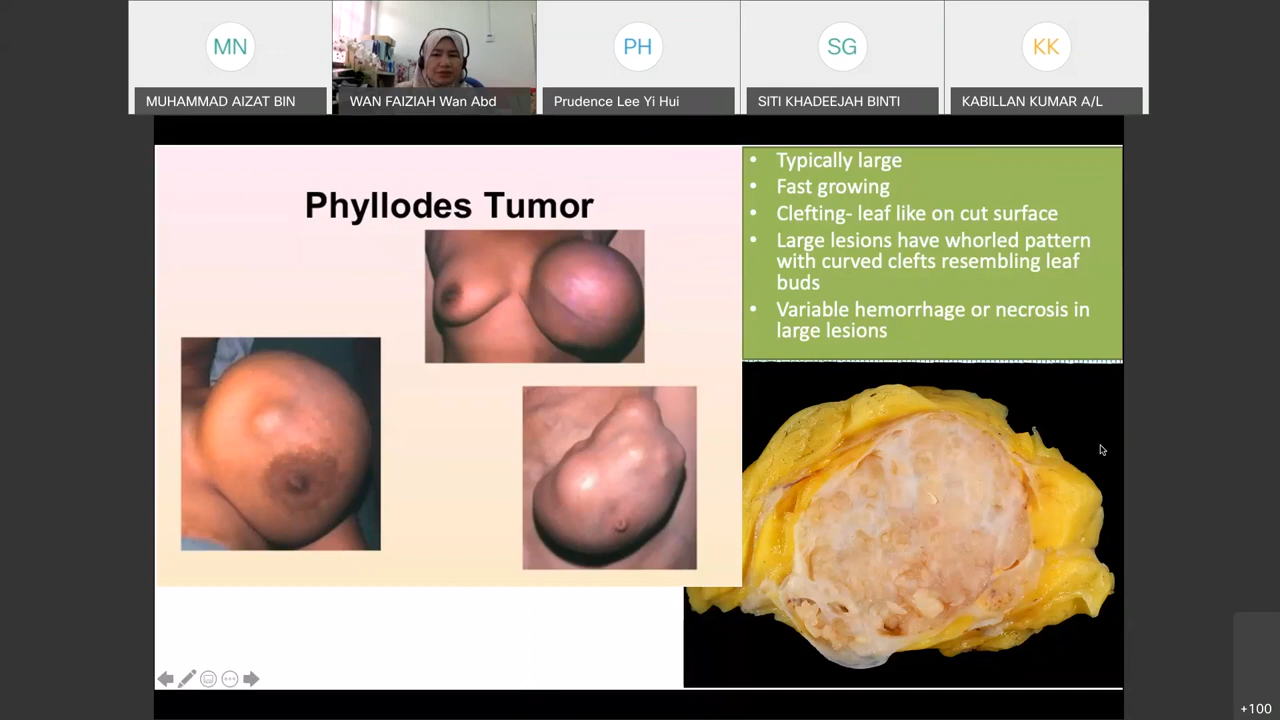 MN
PH
SG
KK
MUHAMMAD AIZAT BIN
WAN FAIZIAH Wan Abd
Prudence Lee Yi Hui
SITI KHADEEJAH BINTI
KABILLAN KUMAR A/L
Phyllodes Tumor
• Typically large
• Fast growing
• Clefting- leaf like on cut surface
• Large lesions have whorled pattern
with curved clefts resembling leaf
buds
• Variable hemorrhage or necrosis in
large lesions
+100